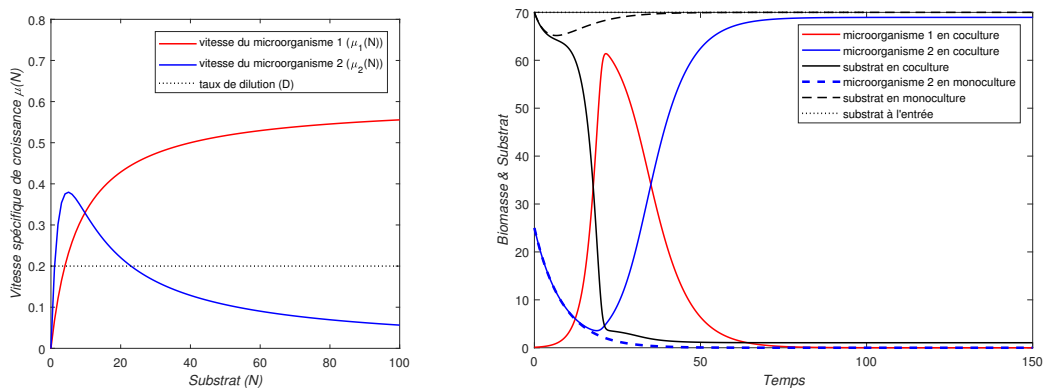 0.8
0.7
0.6
0.5
0.4
0.3
0.2
0.1
0
0
20
40
60
80
100
Vitesse spécifique de croissance μ(N)
Substrat (N)
vitesse du microorganisme 1 (μ1(N))
vitesse du microorganisme 2 (μ2(N))
taux de dilution (D)
70
60
50
40
30
20
10
0
0
50
100
150
Biomasse & Substrat
Temps
microorganisme 1 en coculture
microorganisme 2 en coculture
substrat en coculture
microorganisme 2 en monoculture
substrat en monoculture
substrat à l'entrée